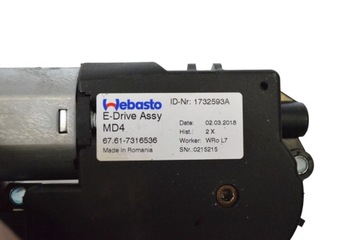 Webasto ID-Nr: 1732593A
E-Drive Assy
MD4 Date: 02.03.2018
Hist.: 2 X
67.61-7316536 Worker: WRo L7
Made in Romania SNr.:0215215